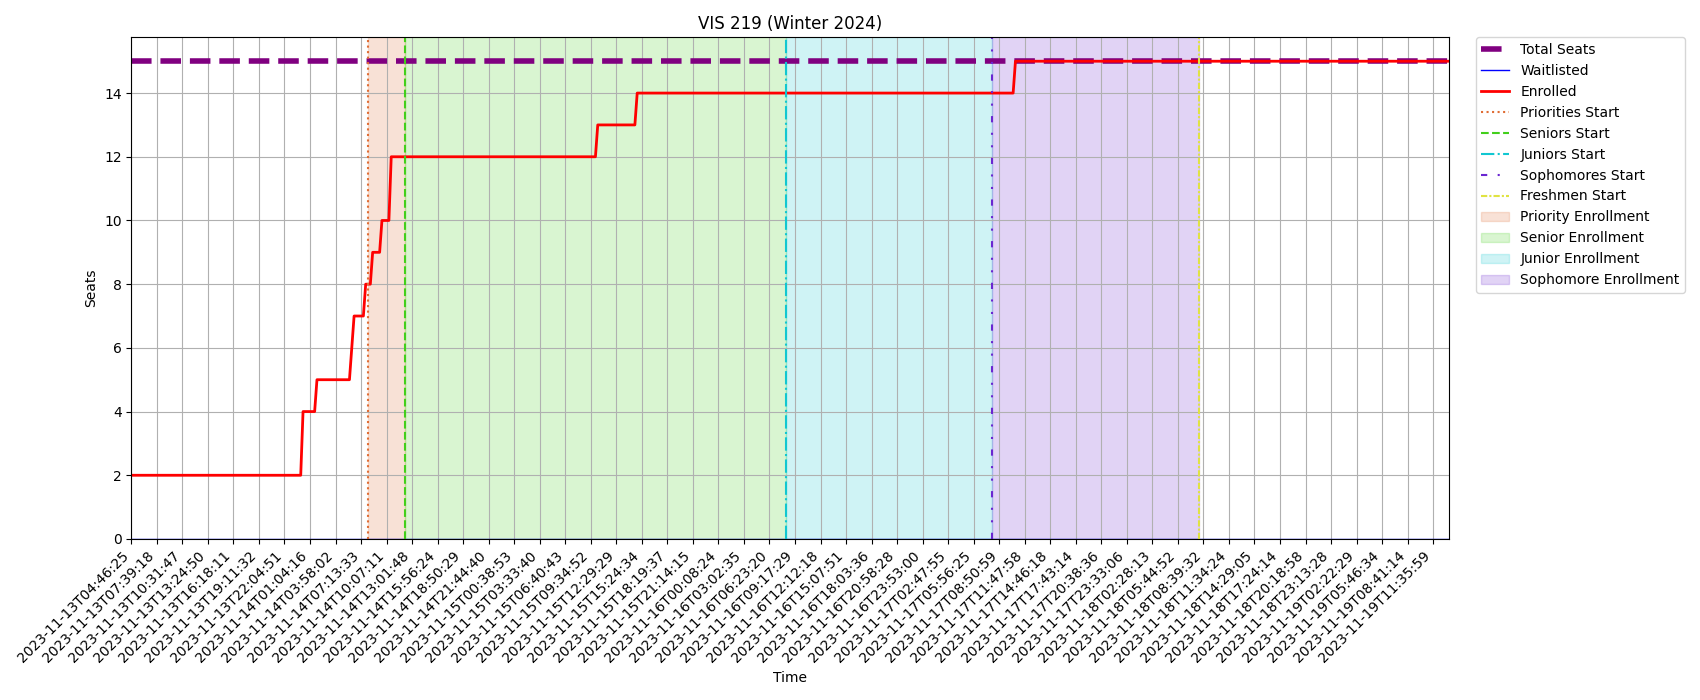 VIS 219 (Winter 2024)
Seats
14
12
10
8
6
4
2
0
2023-11-13T04:46:25
2023-11-13T07:39:18
2023-11-13T10:31:47
2023-11-13T13:24:50
2023-11-13T16:18:11
2023-11-13T19:11:32
2023-11-13T22:04:51
2023-11-14T01:04:16
2023-11-14T03:58:02
2023-11-14T07:13:33
2023-11-14T10:07:11
2023-11-14T13:01:48
2023-11-14T15:56:24
2023-11-14T18:50:29
2023-11-14T21:44:40
2023-11-15T00:38:53
2023-11-15T03:33:40
2023-11-15T06:40:43
2023-11-15T09:34:52
2023-11-15T12:29:29
2023-11-15T15:24:34
2023-11-15T18:19:37
2023-11-15T21:14:15
2023-11-16T00:08:24
2023-11-16T03:02:35
2023-11-16T06:23:20
2023-11-16T09:17:29
2023-11-16T12:12:18
2023-11-16T15:07:51
2023-11-16T18:03:36
2023-11-16T20:58:28
2023-11-16T23:53:00
2023-11-17T02:47:55
2023-11-17T05:56:25
2023-11-17T08:50:59
2023-11-17T11:47:58
2023-11-17T14:46:18
2023-11-17T17:43:14
2023-11-17T20:38:36
2023-11-17T23:33:06
2023-11-18T02:28:13
2023-11-18T05:44:52
2023-11-18T08:39:32
2023-11-18T11:34:24
2023-11-18T14:29:05
2023-11-18T17:24:14
2023-11-18T20:18:58
2023-11-18T23:13:28
2023-11-19T02:22:29
2023-11-19T05:46:34
2023-11-19T08:41:14
2023-11-19T11:35:59
Time
Total Seats
Waitlisted
Enrolled
Priorities Start
Seniors Start
Juniors Start
Sophomores Start
Freshmen Start
Priority Enrollment
Senior Enrollment
Junior Enrollment
Sophomore Enrollment